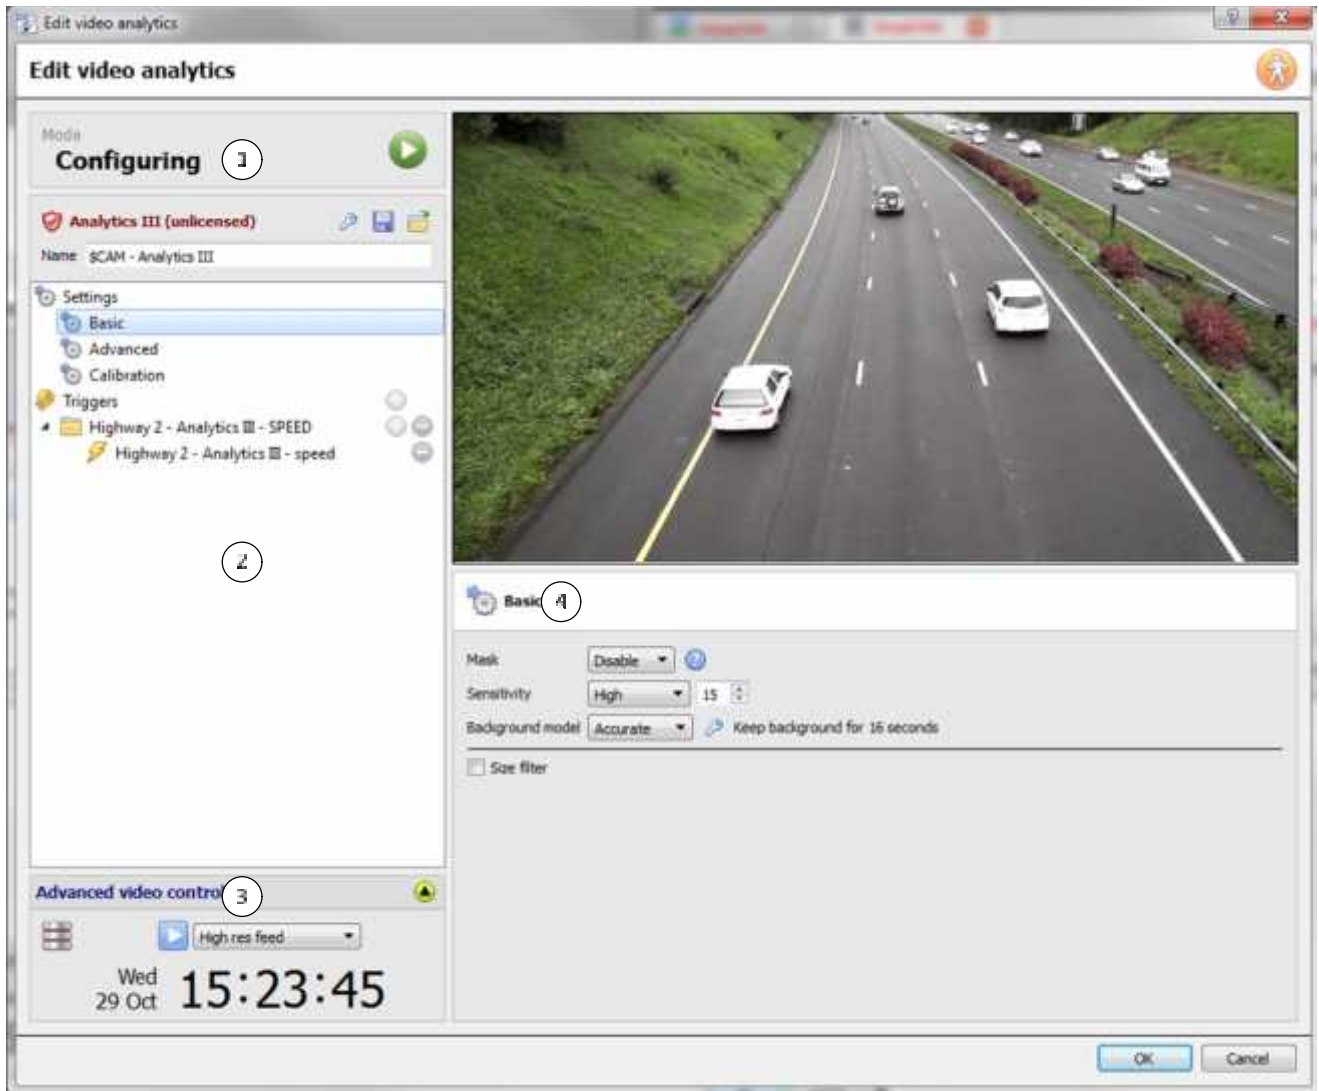 Edit video analytics
Edit video analytics
Mode
Configuring
1
Analytics III (unlicensed)
Name $CAM - Analytics III
Settings
Basic
Advanced
Calibration
Triggers
Highway 2 - Analytics III - SPEED
Highway 2 - Analytics III - speed
2
Advanced video control
3
High res feed
Wed
29 Oct
15:23:45
Basic
4
Mask Disable
Sensitivity High 15
Background model Accurate Keep background for 16 seconds
Size filter
OK Cancel